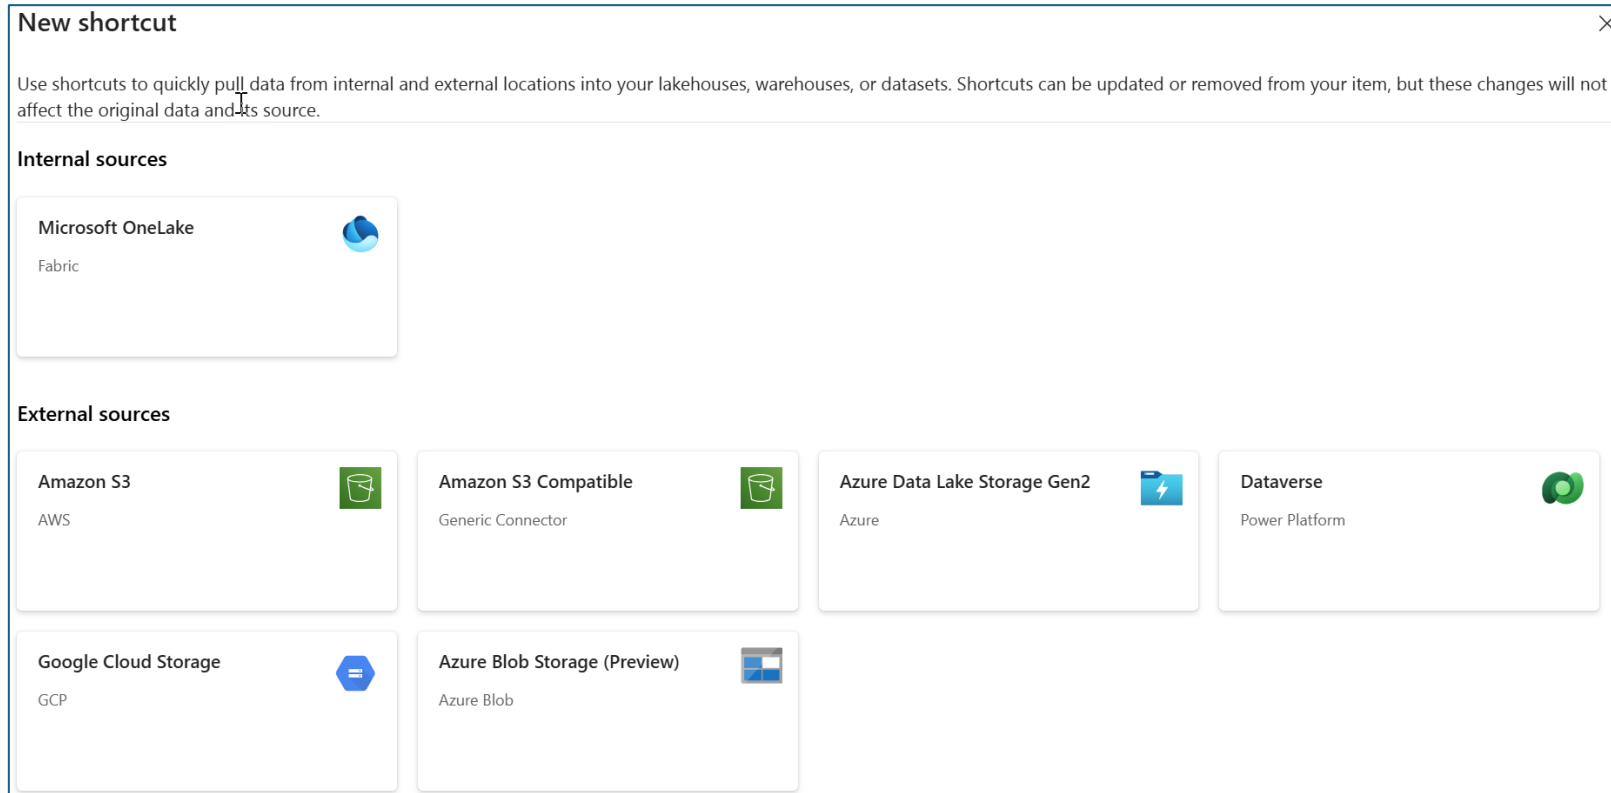 New shortcut
Use shortcuts to quickly pull data from internal and external locations into your lakehouses, warehouses, or datasets. Shortcuts can be updated or removed from your item, but these changes will not
affect the original data and its source.
Internal sources
Microsoft OneLake
Fabric
External sources
Amazon S3
AWS
Amazon S3 Compatible
Generic Connector
Azure Data Lake Storage Gen2
Azure
Dataverse
Power Platform
Google Cloud Storage
GCP
Azure Blob Storage (Preview)
Azure Blob